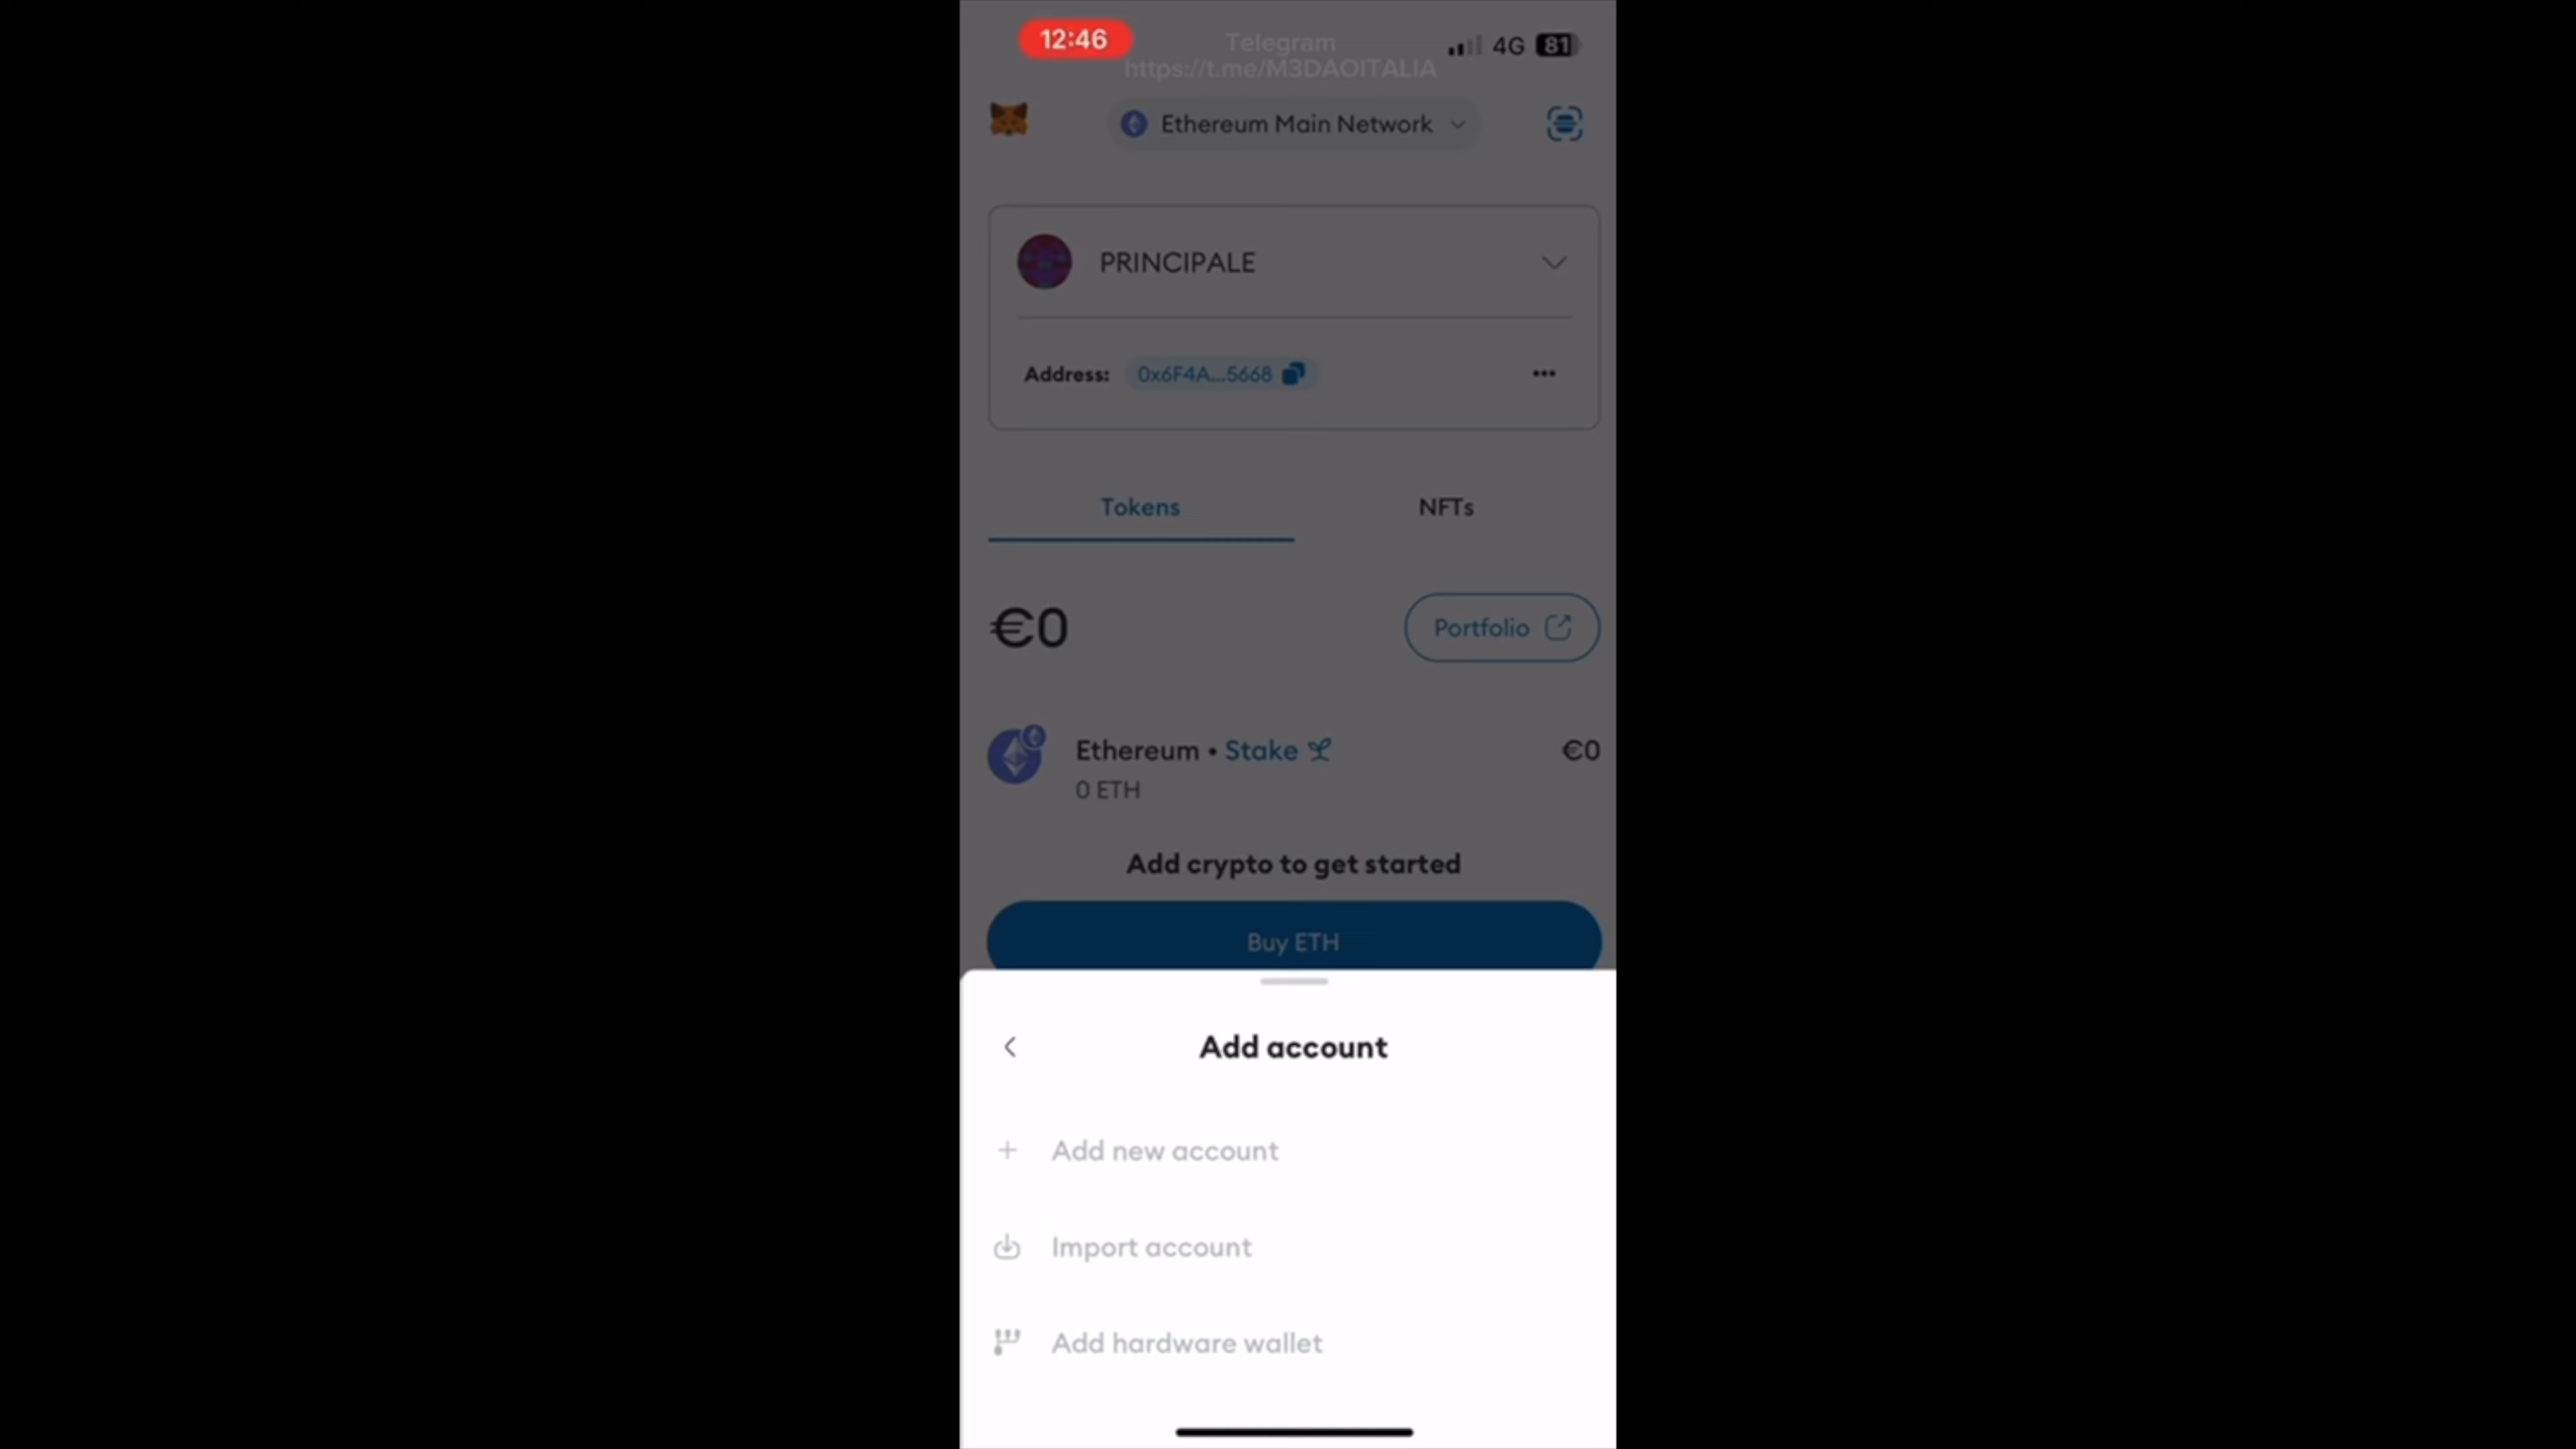 12:46
Telegram
https://t.me/M3DAOITALIA
4G 81
Ethereum Main Network
PRINCIPALE
Address: 0x6F4A...5668
Tokens NFTs
€0 Portfolio
Ethereum • Stake €0
0 ETH
Add crypto to get started
Buy ETH
Add account
Add new account
Import account
Add hardware wallet